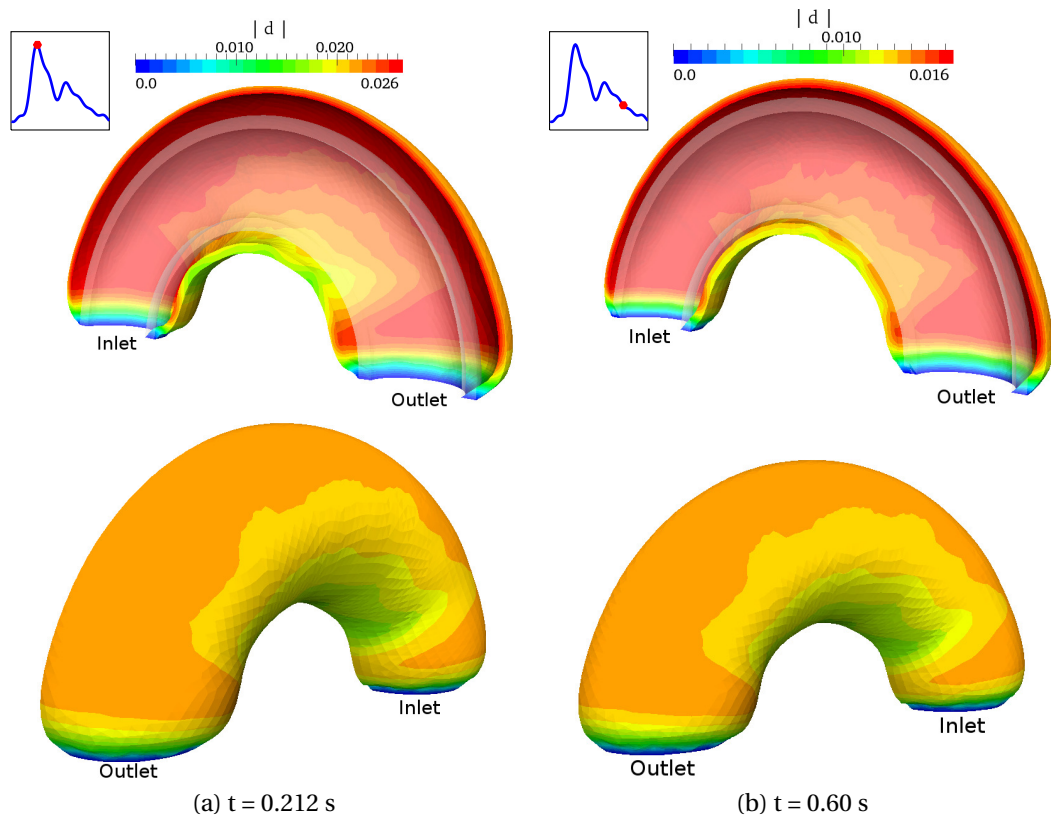 | d |
0.010 0.020
0.0 0.026
Inlet
Outlet
Inlet
Outlet
(a) t = 0.212 s
| d |
0.010
0.0 0.016
Inlet
Outlet
Inlet
Outlet
(b) t = 0.60 s